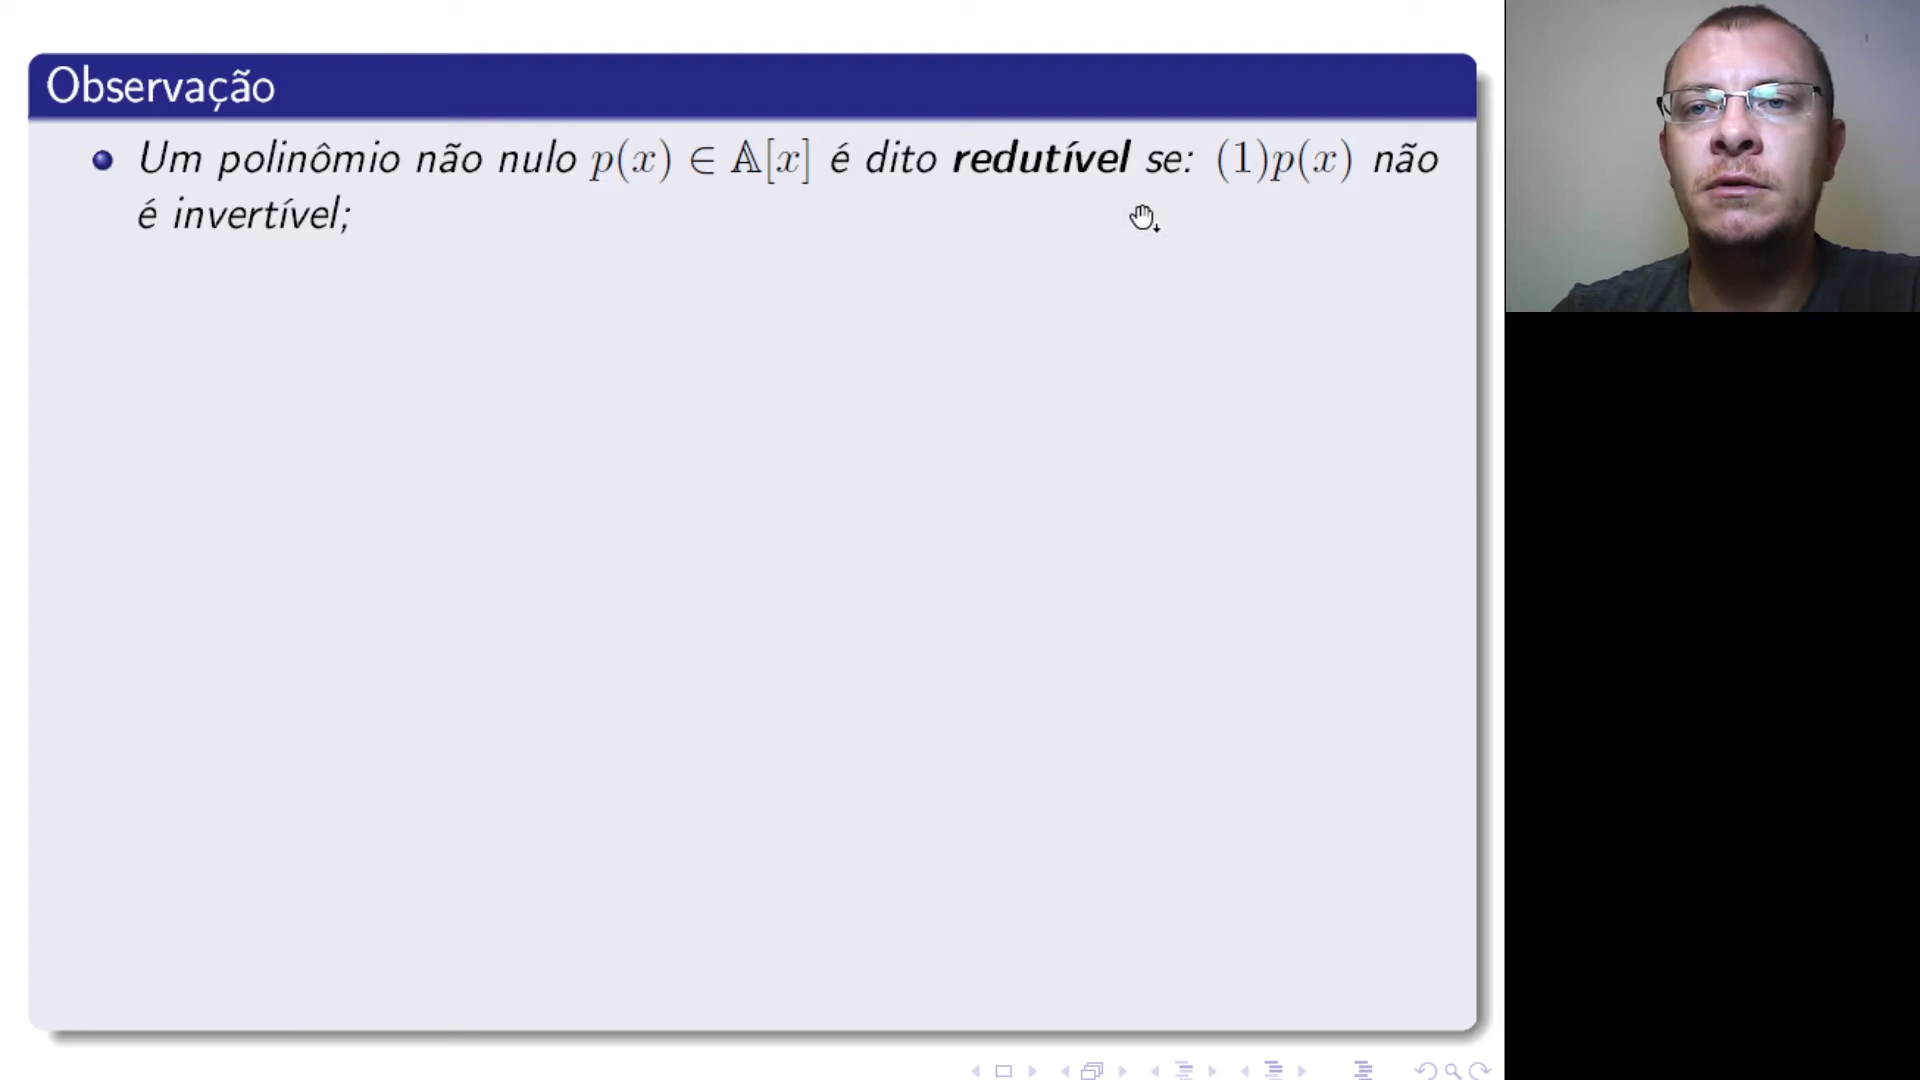 Observação
Um polinômio não nulo p(x) ∈ 𝔸[x] é dito redutível se: (1)p(x) não
é invertível;